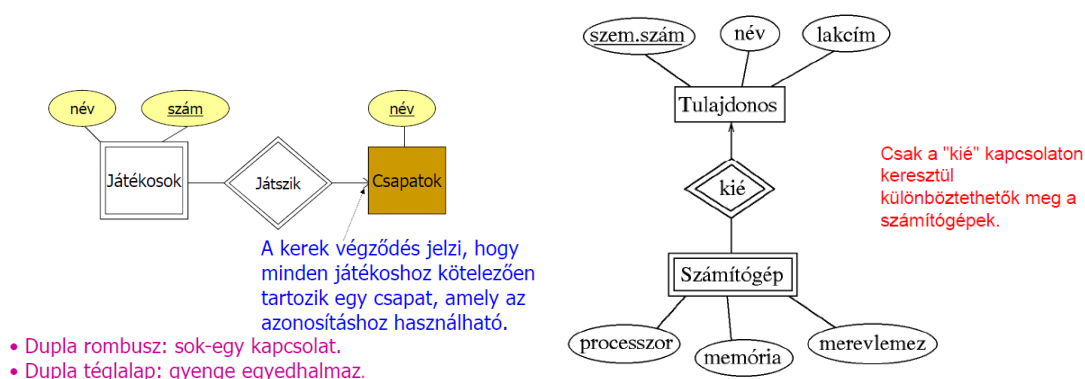 név
szám
név
Játékosok
Játszik
Csapatok
A kerek végződés jelzi, hogy
minden játékoshoz kötelezően
tartozik egy csapat, amely az
azonosításhoz használható.
• Dupla rombusz: sok-egy kapcsolat.
• Dupla téglalap: gyenge egyedhalmaz.
szem.szám
név
lakcím
Tulajdonos
kié
Számítógép
processzor
memória
merevlemez
Csak a "kié" kapcsolaton
keresztül
különböztethetők meg a
számítógépek.